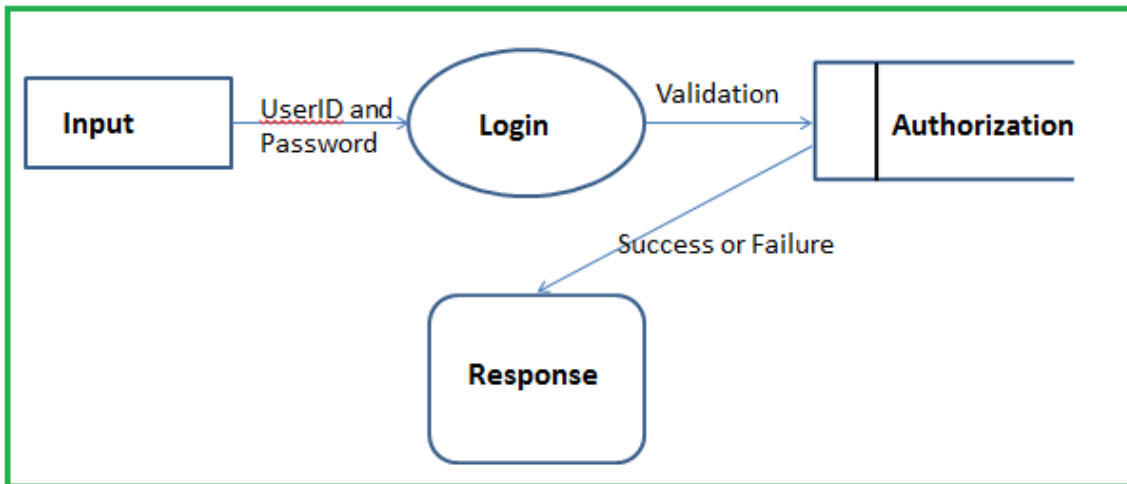 Input
UserID and
Password
Login
Validation
Authorization
Success or Failure
Response